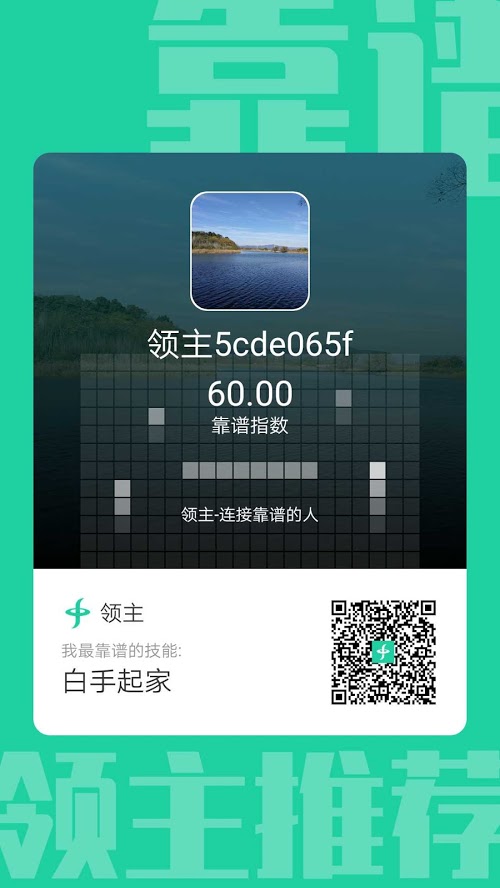 靠谱
领主5cde065f
60.00
靠谱指数
领主-连接靠谱的人
领主
我最靠谱的技能:
白手起家
领主推荐